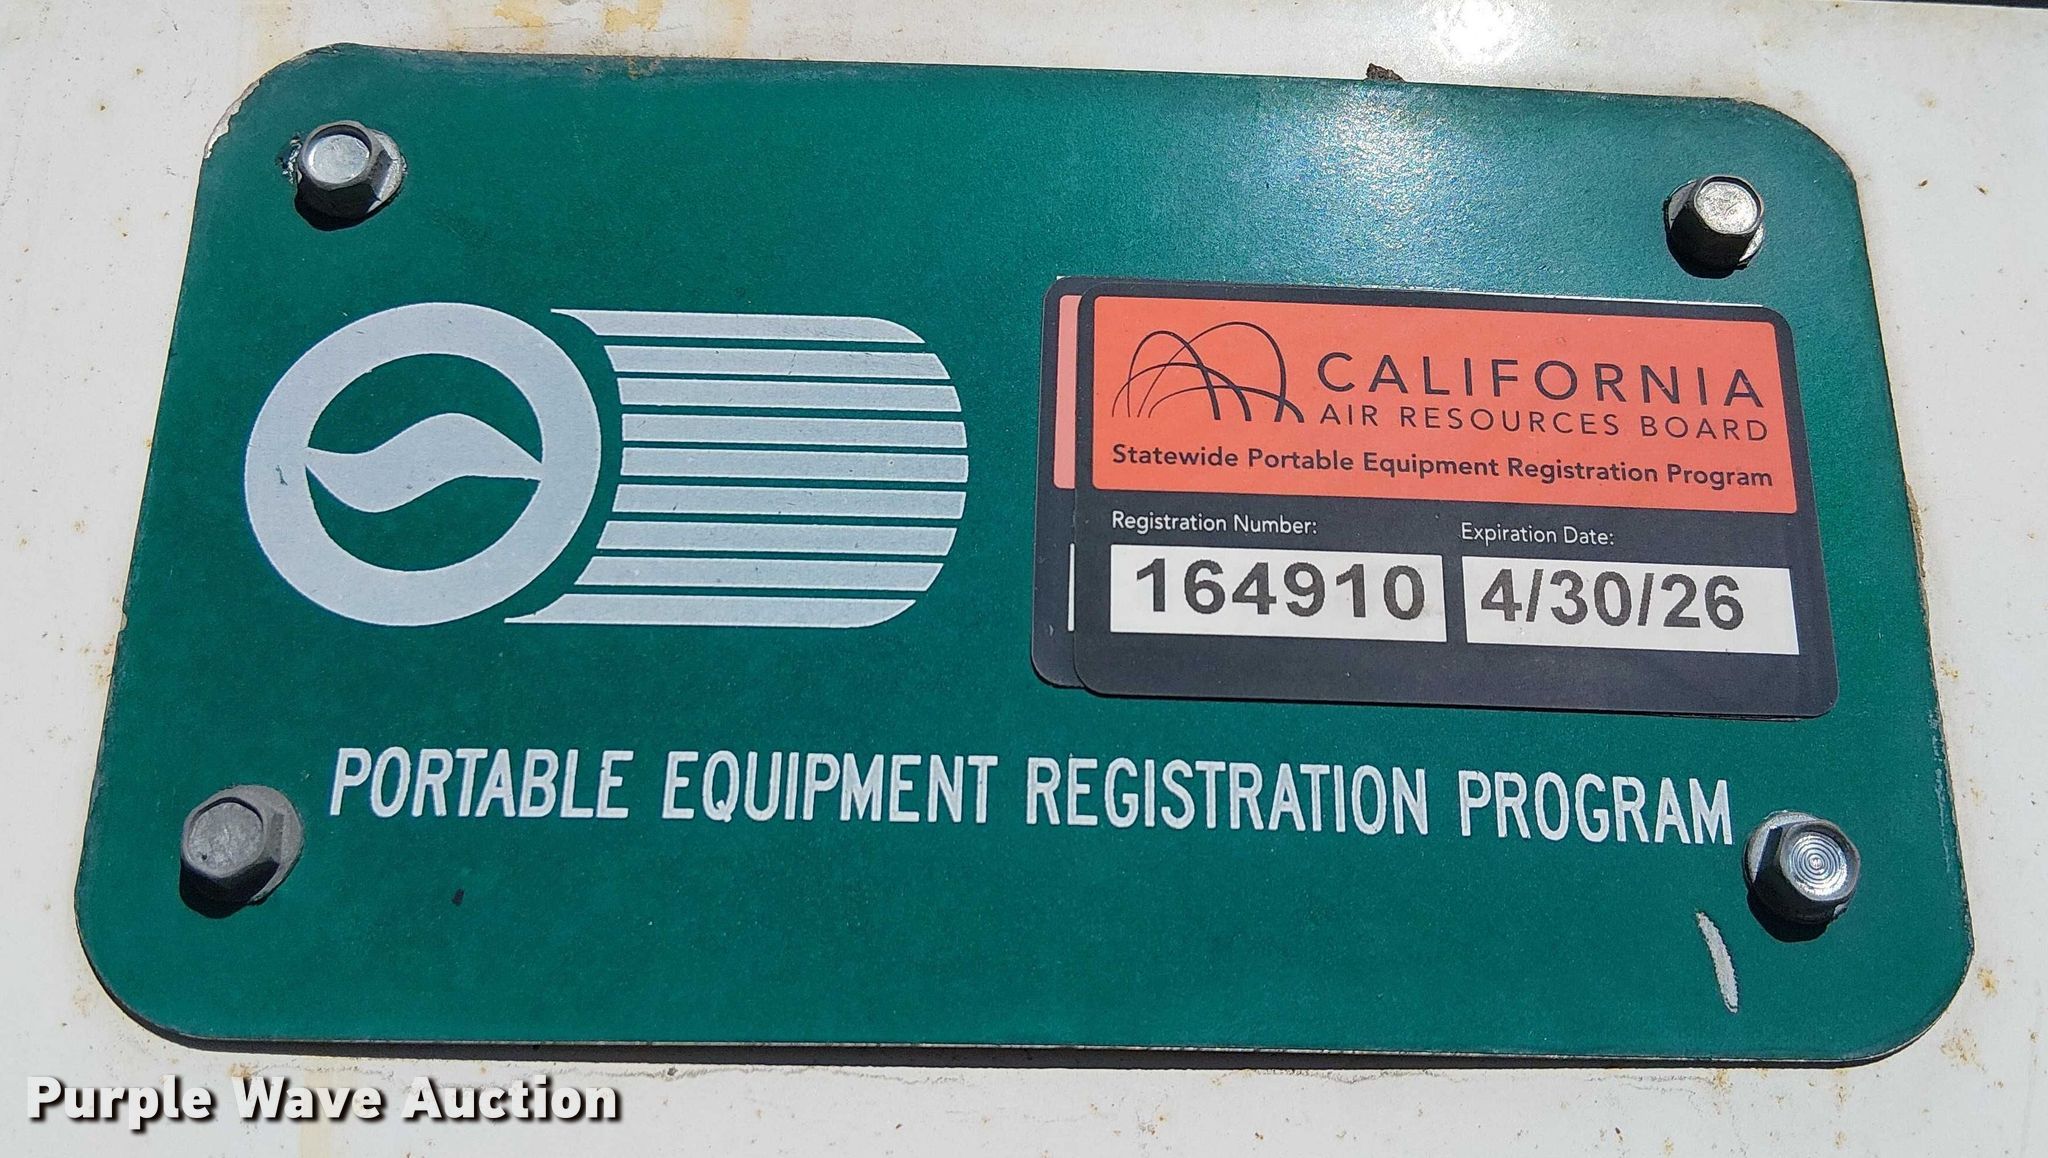 CALIFORNIA
AIR RESOURCES BOARD
Statewide Portable Equipment Registration Program
Registration Number: Expiration Date:
164910 4/30/26
PORTABLE EQUIPMENT REGISTRATION PROGRAM
Purple Wave Auction